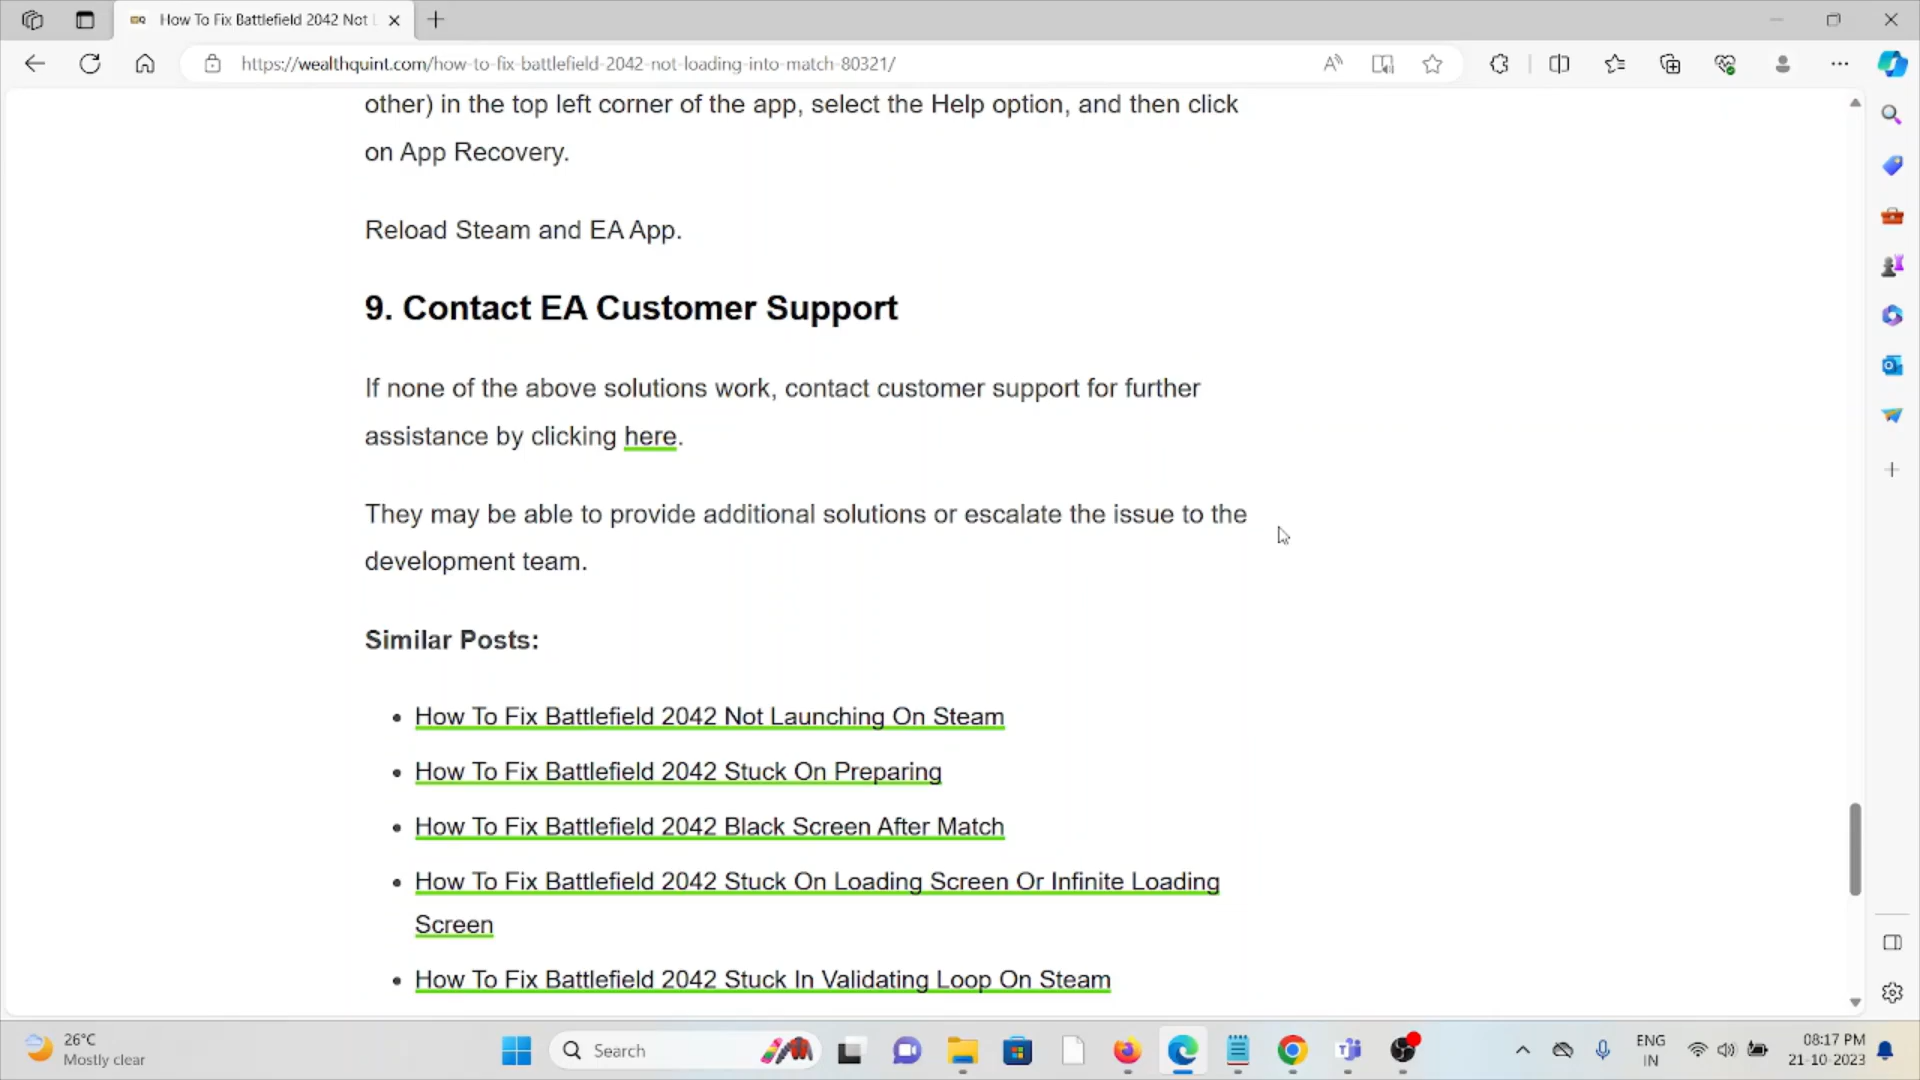 How To Fix Battlefield 2042 Not L
https://wealthquint.com/how-to-fix-battlefield-2042-not-loading-into-match-80321/
other) in the top left corner of the app, select the Help option, and then click
on App Recovery.
Reload Steam and EA App.
9. Contact EA Customer Support
If none of the above solutions work, contact customer support for further
assistance by clicking here.
They may be able to provide additional solutions or escalate the issue to the
development team.
Similar Posts:
• How To Fix Battlefield 2042 Not Launching On Steam
• How To Fix Battlefield 2042 Stuck On Preparing
• How To Fix Battlefield 2042 Black Screen After Match
• How To Fix Battlefield 2042 Stuck On Loading Screen Or Infinite Loading
Screen
• How To Fix Battlefield 2042 Stuck In Validating Loop On Steam
26°C
Mostly clear
Search
ENG
IN
08:17 PM
21-10-2023